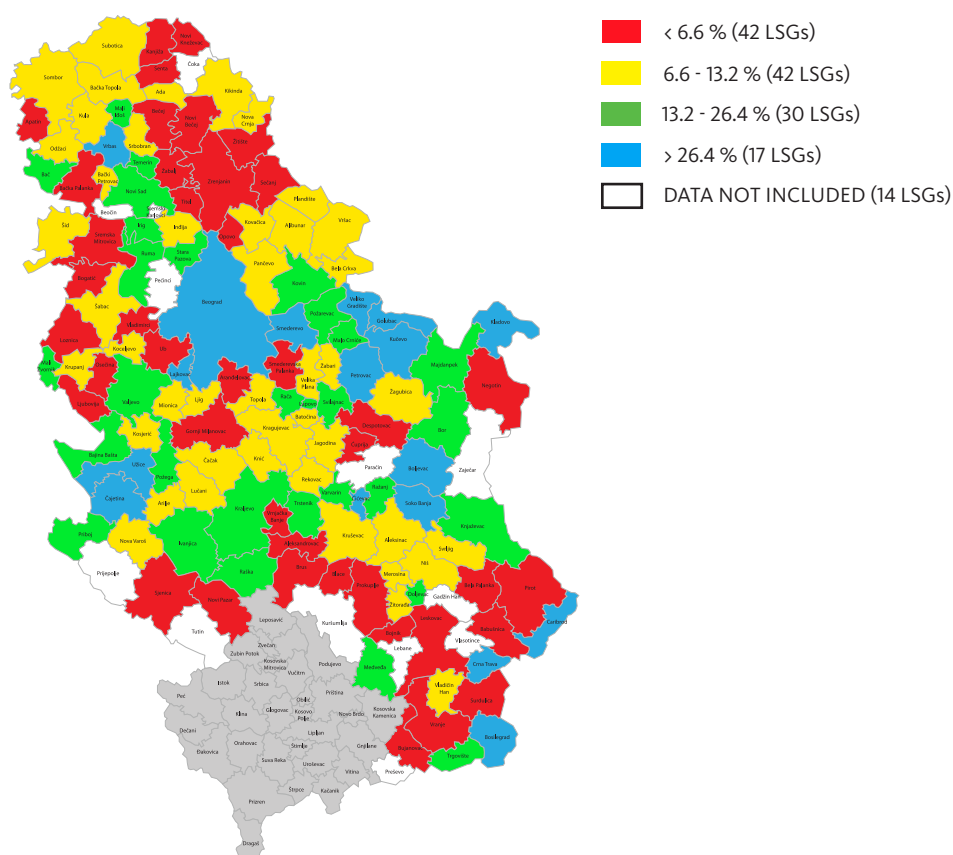 < 6.6 % (42 LSGs)
6.6 - 13.2 % (42 LSGs)
13.2 - 26.4 % (30 LSGs)
> 26.4 % (17 LSGs)
DATA NOT INCLUDED (14 LSGs)
Subotica
Kanjiža
Novi
Kneževac
Senta
Čoka
Sombor
Bačka Topola
Ada
Kikinda
Mali
Iđoš
Apatin
Kula
Bečej
Novi
Bečej
Nova
Crnja
Srbobran
Odžaci
Vrbas
Bač
Temerin
Žabalj
Zrenjanin
Sečanj
Bačka Palanka
Bački
Petrovac
Novi Sad
Titel
Plandište
Beočin
Sremski
Karlovci
Vršac
Šid
Irig
Inđija
Kovačica
Alibunar
Sremska
Mitrovica
Opovo
Ruma
Stara
Pazova
Pančevo
Bela Crkva
Bogatić
Pećinci
Kovin
Beograd
Šabac
Požarevac
Veliko
Gradište
Golubac
Kladovo
Vladimirci
Smederevo
Malo Crniće
Kučevo
Loznica
Koceljevo
Ub
Mali
Zvornik
Krupanj
Osečina
Lajkovac
Smederevska
Palanka
Žabari
Petrovac
Majdanpek
Negotin
Aranđelovac
Velika
Plana
Ljubovija
Valjevo
Mionica
Ljig
Topola
Rača
Lapovo
Svilajnac
Žagubica
Batočina
Bor
Kosjerić
Gornji Milanovac
Kragujevac
Despotovac
Bajina Bašta
Jagodina
Ćuprija
Čačak
Knić
Paraćin
Boljevac
Zaječar
Užice
Požega
Rekovac
Čajetina
Lučani
Varvarin
Ćićevac
Ražanj
Arilje
Kraljevo
Trstenik
Soko Banja
Vrnjačka
Banja
Knjaževac
Priboj
Nova Varoš
Ivanjica
Kruševac
Aleksinac
Aleksandrovac
Svrljig
Prijepolje
Raška
Brus
Blace
Niš
Merošina
Prokuplje
Bela Palanka
Pirot
Sjenica
Novi Pazar
Žitorađa
Doljevac
Gadžin Han
Leskovac
Babušnica
Caribrod
Tutin
Leposavić
Kuršumlija
Bojnik
Vlasotince
Zvečan
Lebane
Zubin Potok
Kosovska
Mitrovica
Podujevo
Medveđa
Crna Trava
Vučitrn
Istok
Srbica
Vladičin
Han
Surdulica
Peć
Priština
Obilić
Glogovac
Kosovo
Polje
Novo Brdo
Kosovska
Kamenica
Klina
Vranje
Dečani
Lipljan
Bosilegrad
Orahovac
Štimlje
Gnjilane
Bujanovac
Đakovica
Trgovište
Suva Reka
Uroševac
Vitina
Preševo
Štrpce
Kačanik
Prizren
Dragaš